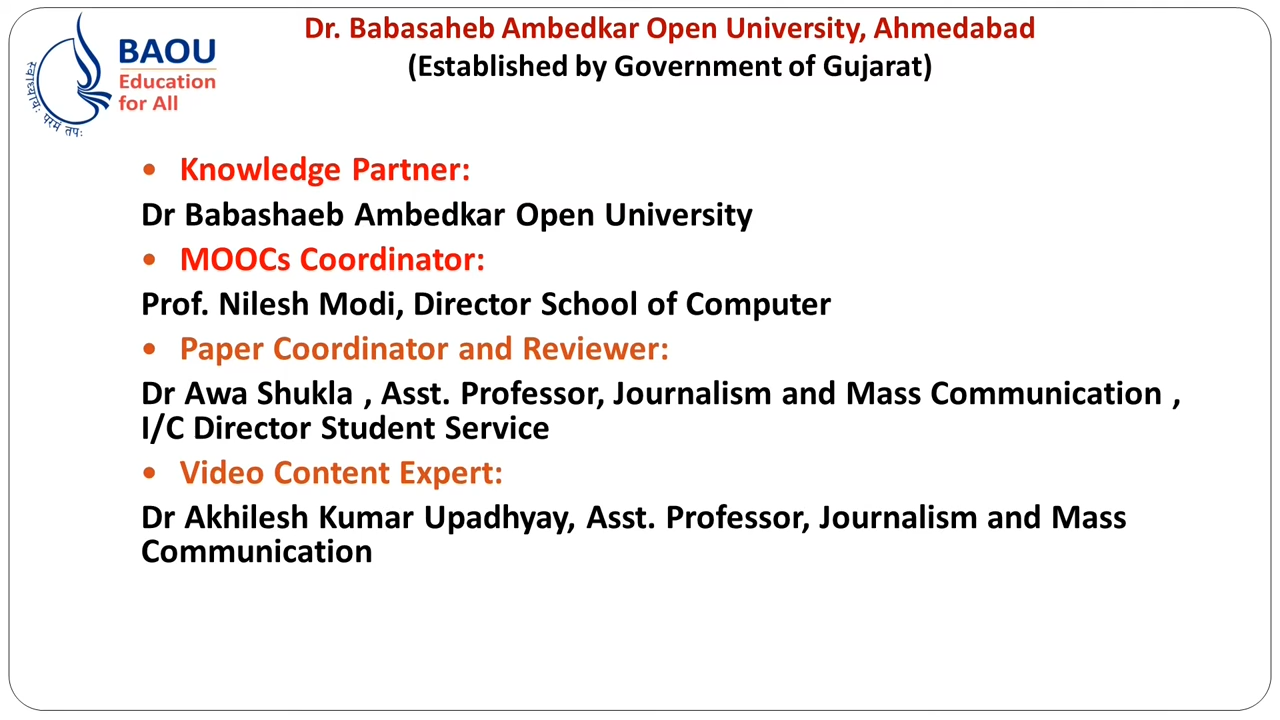 Dr. Babasaheb Ambedkar Open University, Ahmedabad
(Established by Government of Gujarat)
BAOU
Education
for All
स्वाध्यायः परमं तपः
• Knowledge Partner:
Dr Babashaeb Ambedkar Open University
• MOOCs Coordinator:
Prof. Nilesh Modi, Director School of Computer
• Paper Coordinator and Reviewer:
Dr Awa Shukla , Asst. Professor, Journalism and Mass Communication ,
I/C Director Student Service
• Video Content Expert:
Dr Akhilesh Kumar Upadhyay, Asst. Professor, Journalism and Mass
Communication